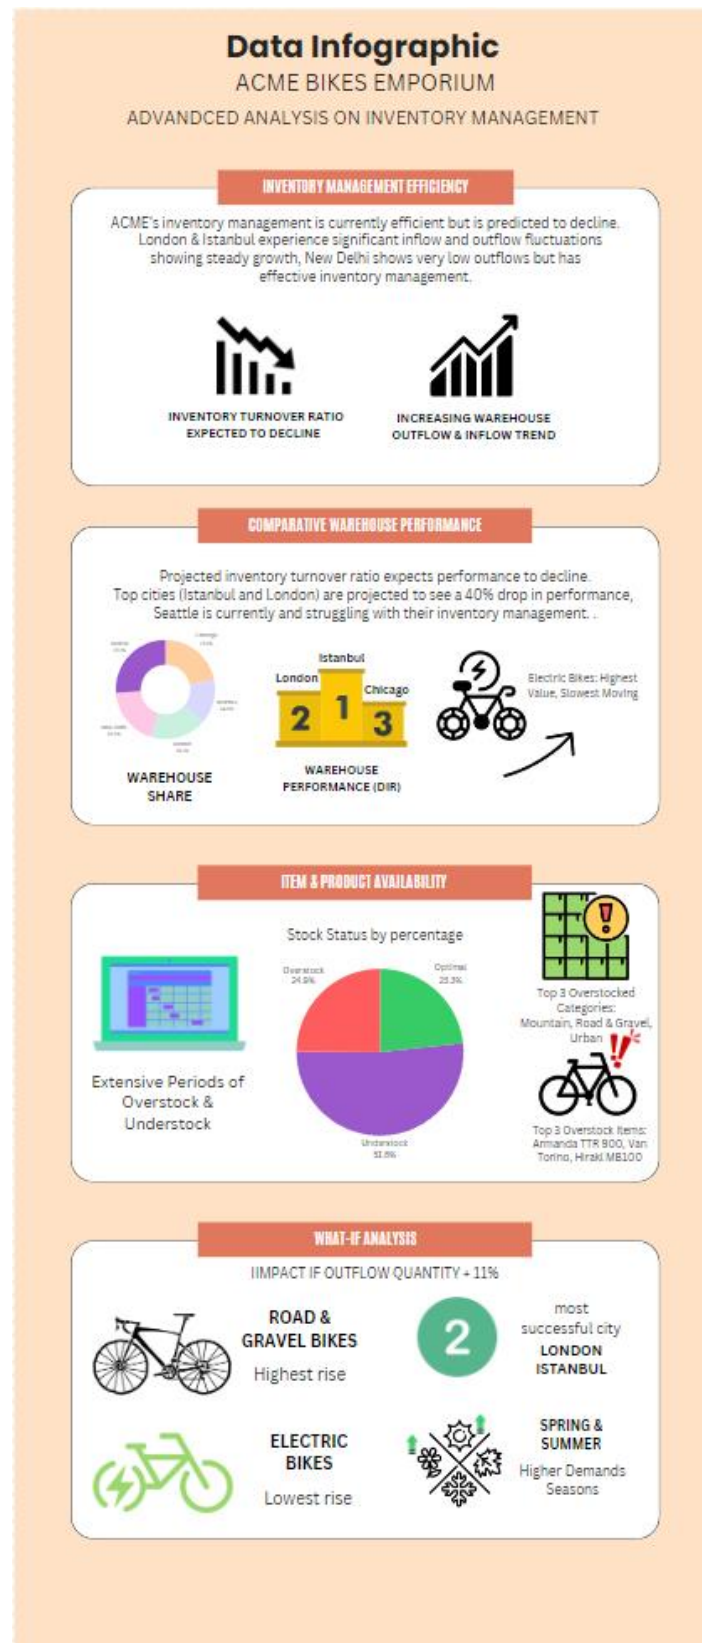 Data Infographic
ACME BIKES EMPORIUM
ADVANDCED ANALYSIS ON INVENTORY MANAGEMENT
INVENTORY MANAGEMENT EFFICIENCY
ACME's inventory management is currently efficient but is predicted to decline.
London & Istanbul experience significant inflow and outflow fluctuations
showing steady growth, New Delhi shows very low outflows but has
effective inventory management.
INVENTORY TURNOVER RATIO
EXPECTED TO DECLINE
INCREASING WAREHOUSE
OUTFLOW & INFLOW TREND
COMPARATIVE WAREHOUSE PERFORMANCE
Projected inventory turnover ratio expects performance to decline.
Top cities (Istanbul and London) are projected to see a 40% drop in performance,
Seattle is currently and struggling with their inventory management. .
WAREHOUSE
SHARE
Istanbul
London
Chicago
2
1
3
WAREHOUSE
PERFORMANCE (DIR)
Electric Bikes: Highest
Value, Slowest Moving
ITEM & PRODUCT AVAILABILITY
Extensive Periods of
Overstock &
Understock
Stock Status by percentage
Overstock
24.9%
Optimal
23.3%
Understock
51.8%
Top 3 Overstocked
Categories:
Mountain, Road & Gravel,
Urban
Top 3 Overstock Items:
Armanda TTR 900, Van
Torino, Hiraki MB100
WHAT-IF ANALYSIS
IIMPACT IF OUTFLOW QUANTITY + 11%
ROAD &
GRAVEL BIKES
Highest rise
2
most
successful city
LONDON
ISTANBUL
ELECTRIC
BIKES
Lowest rise
SPRING &
SUMMER
Higher Demands
Seasons